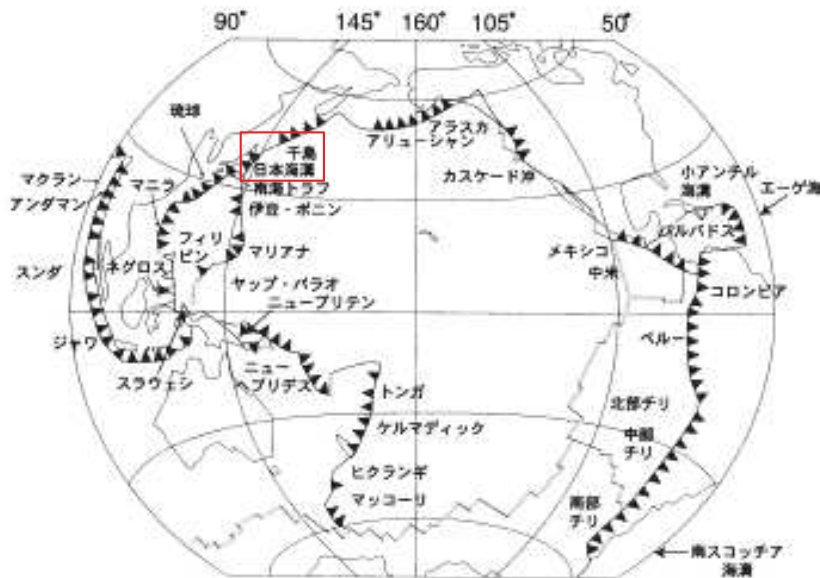 90° 145° 160° 105° 50°
琉球
アラスカ
アリューシャン
千島
日本海溝
カスケード沖
小アンチル
海溝
マクラン
マニラ
南海トラフ
エーゲ海
アンダマン
伊豆・ボニン
バルバドス
フィリ
ピン
マリアナ
メキシコ
スンダ
ネグロス
中米
ヤップ・パラオ
コロンビア
ニューブリテン
ジャワ
ペルー
スラウェシ
ニュー
ヘブリデス
トンガ
北部チリ
ケルマディック
中部
チリ
ヒクランギ
マッコーリ
南部
チリ
南スコッチア
海溝